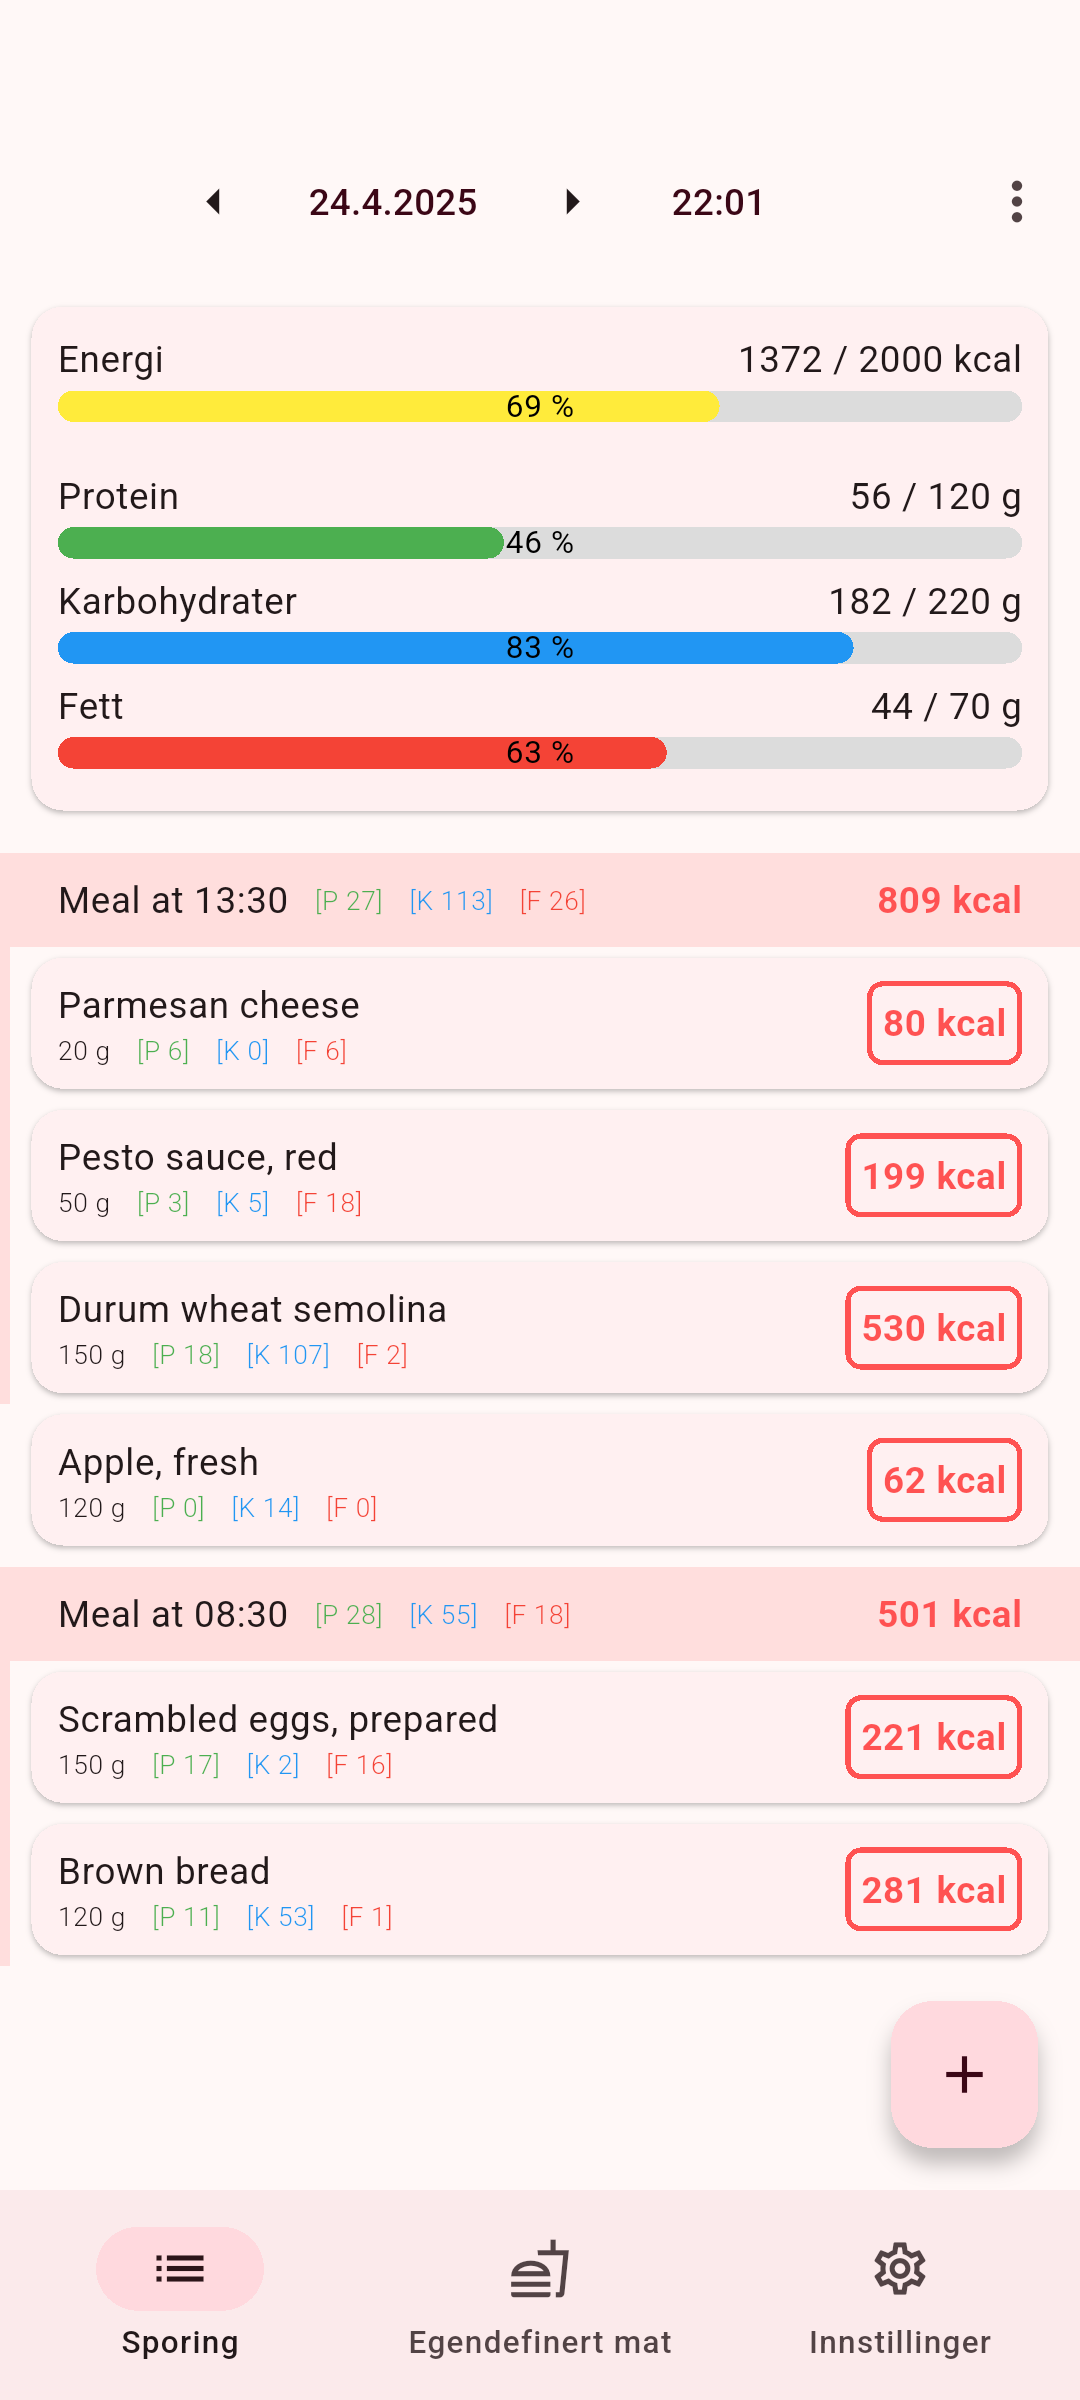 24.4.2025 22:01
Energi 1372 / 2000 kcal
69 %
Protein 56 / 120 g
46 %
Karbohydrater 182 / 220 g
83 %
Fett 44 / 70 g
63 %
Meal at 13:30 [P 27] [K 113] [F 26] 809 kcal
Parmesan cheese
20 g [P 6] [K 0] [F 6]
80 kcal
Pesto sauce, red
50 g [P 3] [K 5] [F 18]
199 kcal
Durum wheat semolina
150 g [P 18] [K 107] [F 2]
530 kcal
Apple, fresh
120 g [P 0] [K 14] [F 0]
62 kcal
Meal at 08:30 [P 28] [K 55] [F 18] 501 kcal
Scrambled eggs, prepared
150 g [P 17] [K 2] [F 16]
221 kcal
Brown bread
120 g [P 11] [K 53] [F 1]
281 kcal
Sporing Egendefinert mat Innstillinger